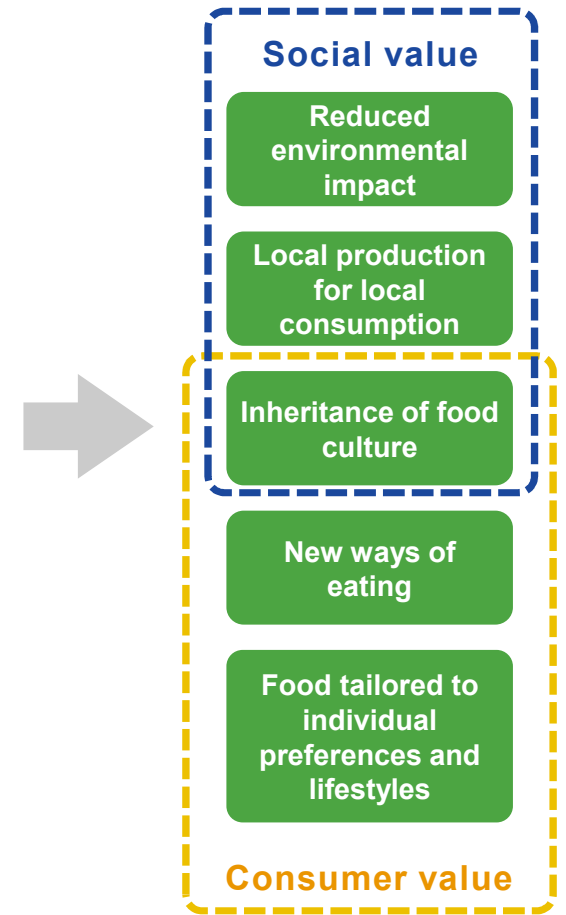 Social value
Reduced
environmental
impact
Local production
for local
consumption
Inheritance of food
culture
New ways of
eating
Food tailored to
individual
preferences and
lifestyles
Consumer value